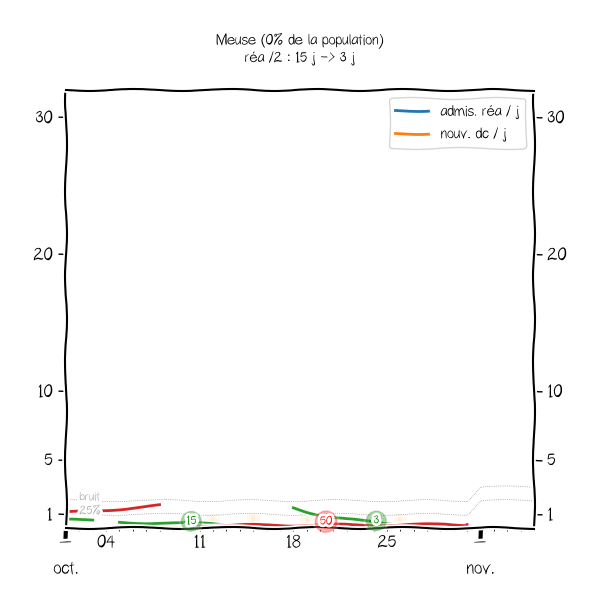 Meuse (0% de la population)
réa /2 : 15 j -> 3 j
admis. réa / j
nouv. dc / j
30
30
20
20
10
10
5
5
... bruit
25%
1
1
15
50
3
04
11
18
25
oct.
nov.